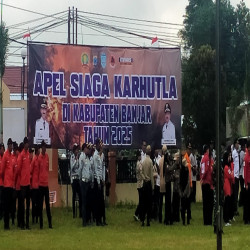 APEL SIAGA KARHUTLA
DI KABUPATEN BANJAR
TAHUN 2025